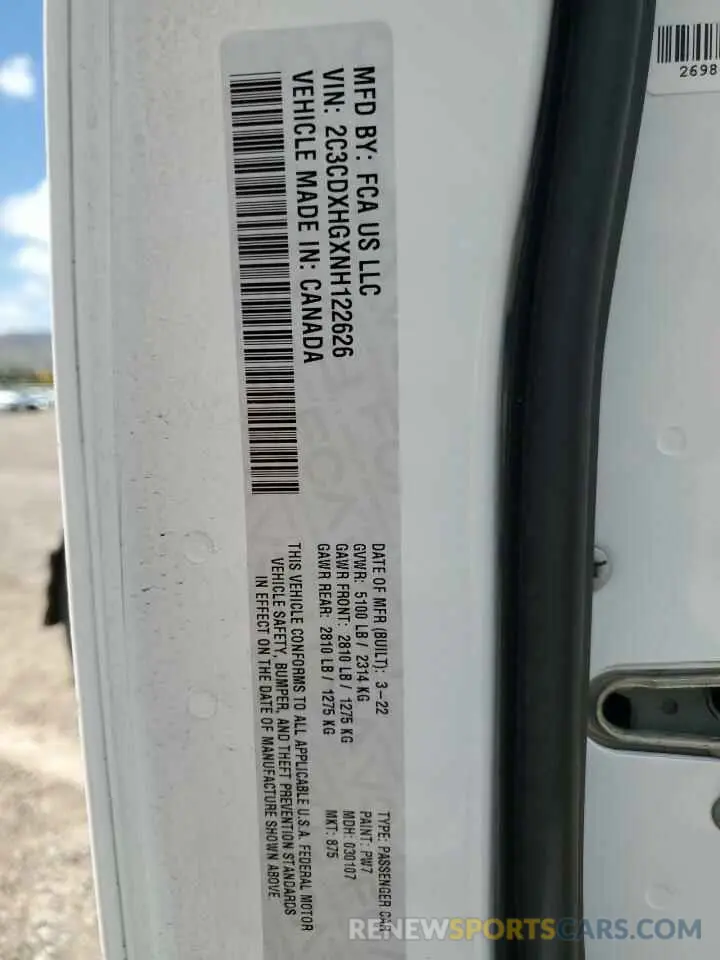 MFD BY: FCA US LLC
VIN: 2C3CDXHGXNH122626
VEHICLE MADE IN: CANADA
DATE OF MFR (BUILT): 3-22
GVWR: 5100 LB / 2314 KG
GAWR FRONT: 2810 LB / 1275 KG
GAWR REAR: 2810 LB / 1275 KG
TYPE: PASSENGER CAR
PAINT: PW7
MDH: 030107
MKT: 875
THIS VEHICLE CONFORMS TO ALL APPLICABLE U.S.A. FEDERAL MOTOR
VEHICLE SAFETY, BUMPER, AND THEFT PREVENTION STANDARDS
IN EFFECT ON THE DATE OF MANUFACTURE SHOWN ABOVE
2698
RENEWSPORTSCARS.COM